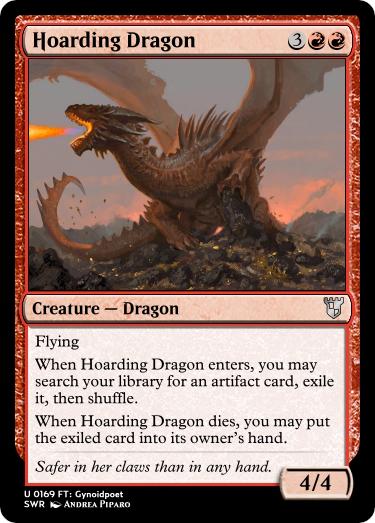 Hoarding Dragon 3
Creature — Dragon
Flying
When Hoarding Dragon enters, you may
search your library for an artifact card, exile
it, then shuffle.
When Hoarding Dragon dies, you may put
the exiled card into its owner's hand.
Safer in her claws than in any hand.
4/4
U 0169 FT: Gynoidpoet
SWR Andrea Piparo